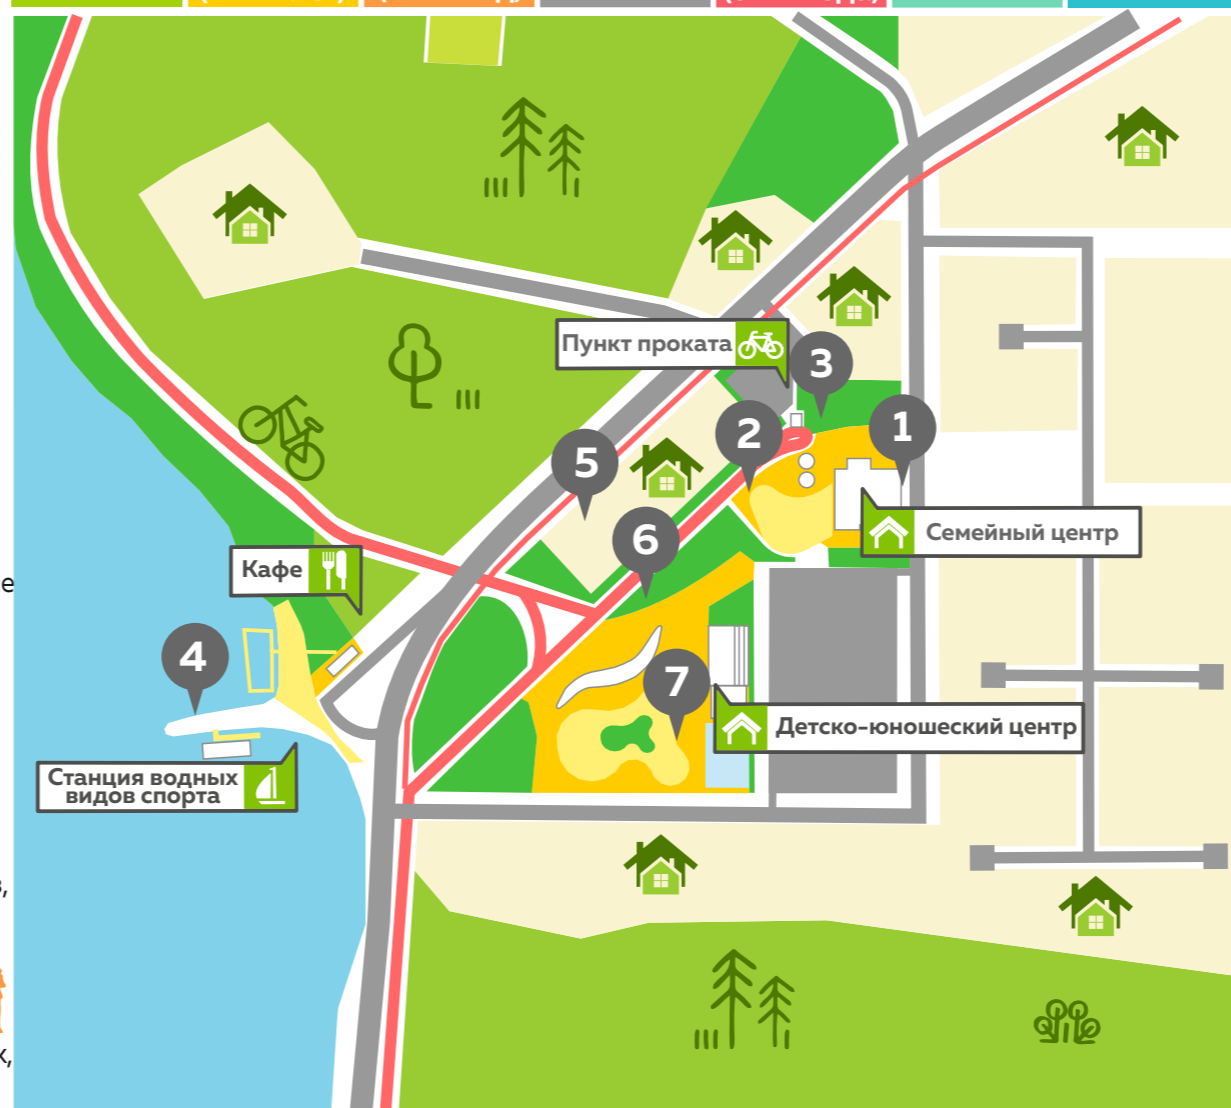 Пункт проката
3
1
2
5
6
Семейный центр
Кафе
е
4
7
Детско-юношеский центр
Станция водных
видов спорта